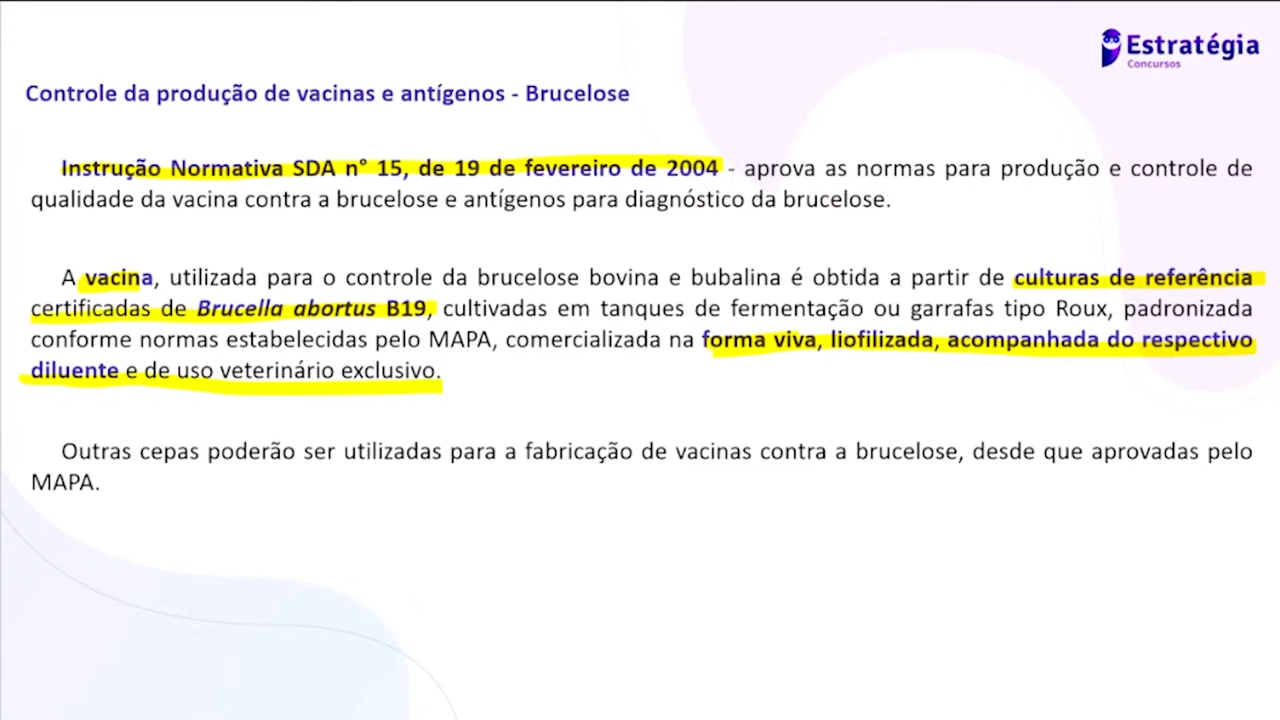 Estratégia
Concursos
Controle da produção de vacinas e antígenos - Brucelose
Instrução Normativa SDA n° 15, de 19 de fevereiro de 2004 - aprova as normas para produção e controle de
qualidade da vacina contra a brucelose e antígenos para diagnóstico da brucelose.
A vacina, utilizada para o controle da brucelose bovina e bubalina é obtida a partir de culturas de referência
certificadas de Brucella abortus B19, cultivadas em tanques de fermentação ou garrafas tipo Roux, padronizada
conforme normas estabelecidas pelo MAPA, comercializada na forma viva, liofilizada, acompanhada do respectivo
diluente e de uso veterinário exclusivo.
Outras cepas poderão ser utilizadas para a fabricação de vacinas contra a brucelose, desde que aprovadas pelo
MAPA.